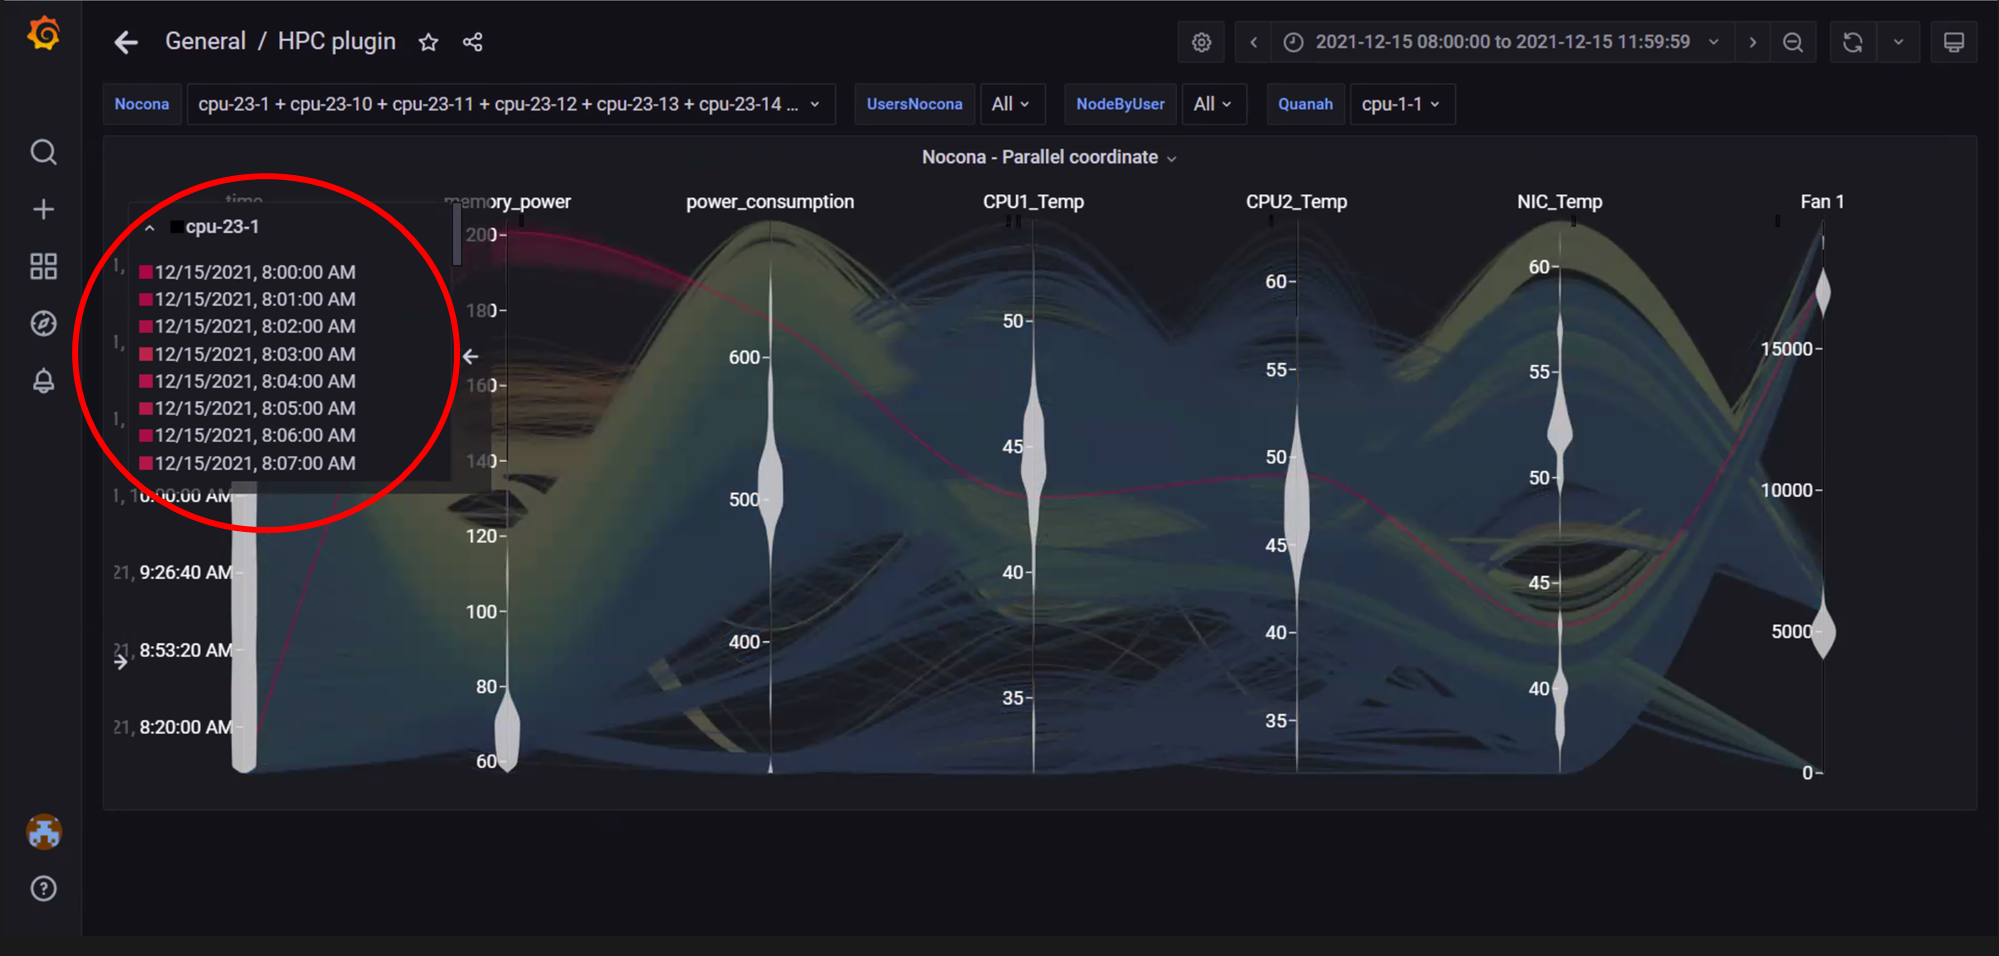 General / HPC plugin
2021-12-15 08:00:00 to 2021-12-15 11:59:59
Nocona cpu-23-1 + cpu-23-10 + cpu-23-11 + cpu-23-12 + cpu-23-13 + cpu-23-14 ... UsersNocona All NodeByUser All Quanah cpu-1-1
Nocona - Parallel coordinate
time memory_power power_consumption CPU1_Temp CPU2_Temp NIC_Temp Fan 1
cpu-23-1
12/15/2021, 8:00:00 AM
12/15/2021, 8:01:00 AM
12/15/2021, 8:02:00 AM
12/15/2021, 8:03:00 AM
12/15/2021, 8:04:00 AM
12/15/2021, 8:05:00 AM
12/15/2021, 8:06:00 AM
12/15/2021, 8:07:00 AM
1,
1,
1,
1, 10:00:00 AM
21, 9:26:40 AM
21, 8:53:20 AM
21, 8:20:00 AM
200
180
160
140
120
100
80
60
600
500
400
50
45
40
35
60
55
50
45
40
35
60
55
50
45
40
15000
10000
5000
0